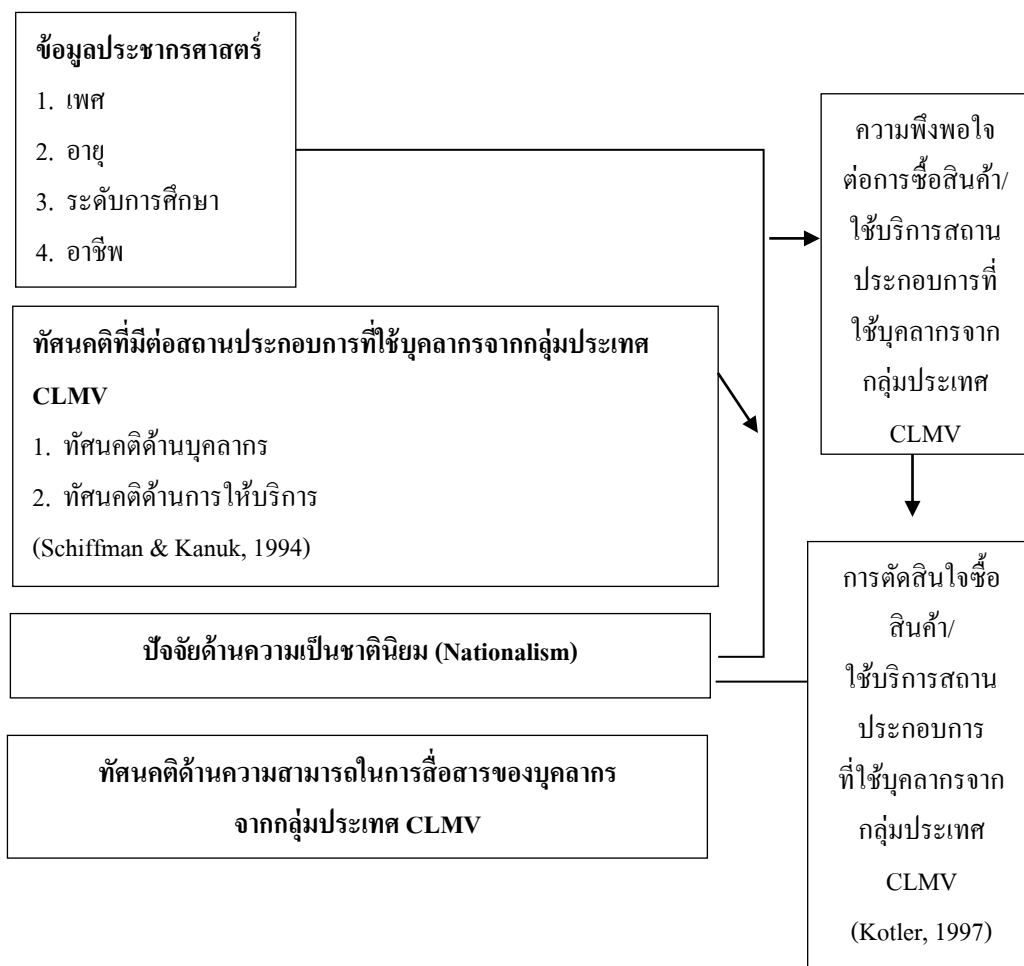 ข้อมูลประชากรศาสตร์
1. เพศ
2. อายุ
3. ระดับการศึกษา
4. อาชีพ
ทัศนคติที่มีต่อสถานประกอบการที่ใช้บุคลากรจากกลุ่มประเทศ
CLMV
1. ทัศนคติด้านบุคลากร
2. ทัศนคติด้านการให้บริการ
(Schiffman & Kanuk, 1994)
ปัจจัยด้านความเป็นชาตินิยม (Nationalism)
ทัศนคติด้านความสามารถในการสื่อสารของบุคลากร
จากกลุ่มประเทศ CLMV
ความพึงพอใจ
ต่อการซื้อสินค้า/
ใช้บริการสถาน
ประกอบการที่
ใช้บุคลากรจาก
กลุ่มประเทศ
CLMV
การตัดสินใจซื้อ
สินค้า/
ใช้บริการสถาน
ประกอบการ
ที่ใช้บุคลากรจาก
กลุ่มประเทศ
CLMV
(Kotler, 1997)